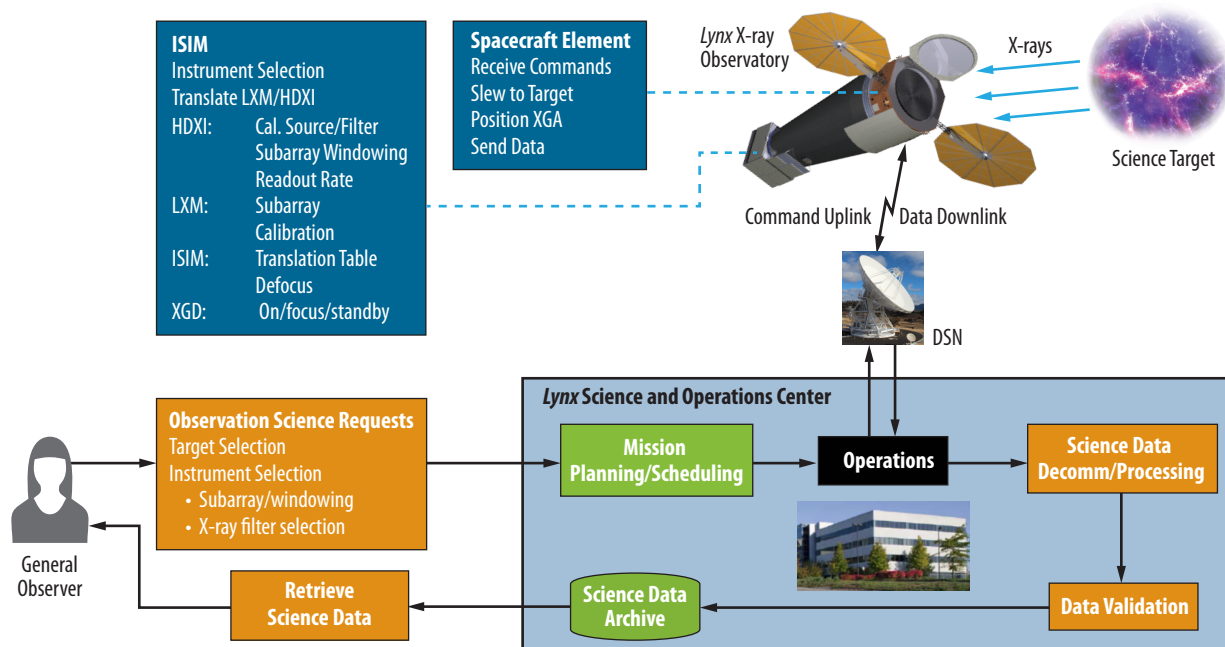 ISIM
Instrument Selection
Translate LXM/HDXI
HDXI: Cal. Source/Filter
Subarray Windowing
Readout Rate
LXM: Subarray
Calibration
ISIM: Translation Table
Defocus
XGD: On/focus/standby
Spacecraft Element
Receive Commands
Slew to Target
Position XGA
Send Data
Lynx X-ray
Observatory
X-rays
Science Target
Command Uplink
Data Downlink
DSN
General
Observer
Observation Science Requests
Target Selection
Instrument Selection
• Subarray/windowing
• X-ray filter selection
Retrieve
Science Data
Lynx Science and Operations Center
Mission
Planning/Scheduling
Operations
Science Data
Decomm/Processing
Science Data
Archive
Data Validation